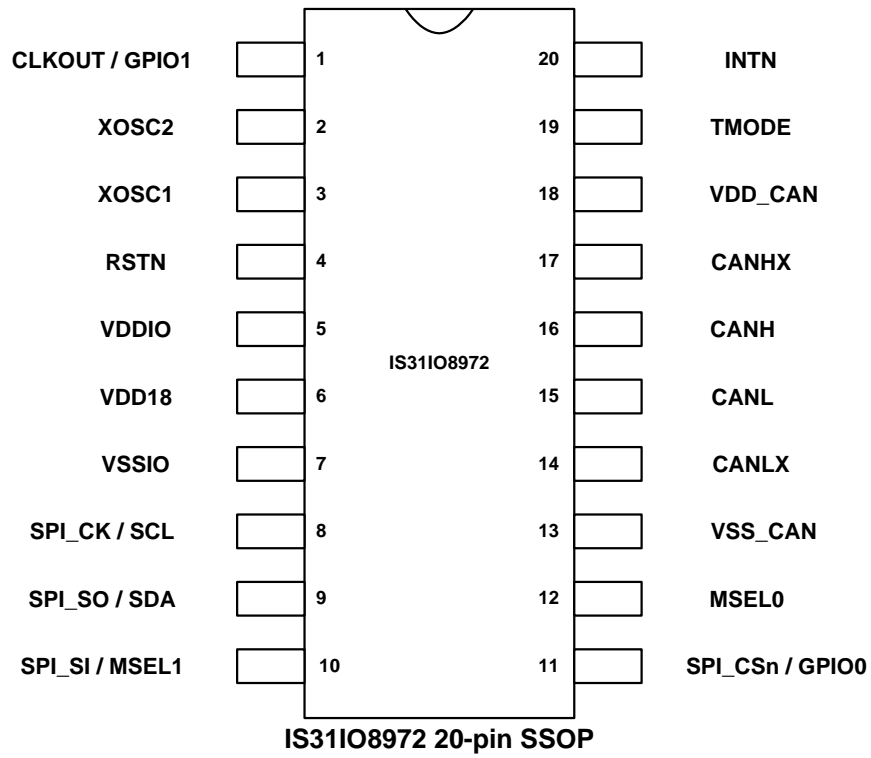 CLKOUT / GPIO1 1 20 INTN
XOSC2 2 19 TMODE
XOSC1 3 18 VDD_CAN
RSTN 4 17 CANHX
VDDIO 5 16 CANH
IS31IO8972
VDD18 6 15 CANL
VSSIO 7 14 CANLX
SPI_CK / SCL 8 13 VSS_CAN
SPI_SO / SDA 9 12 MSEL0
SPI_SI / MSEL1 10 11 SPI_CSn / GPIO0
IS31IO8972 20-pin SSOP